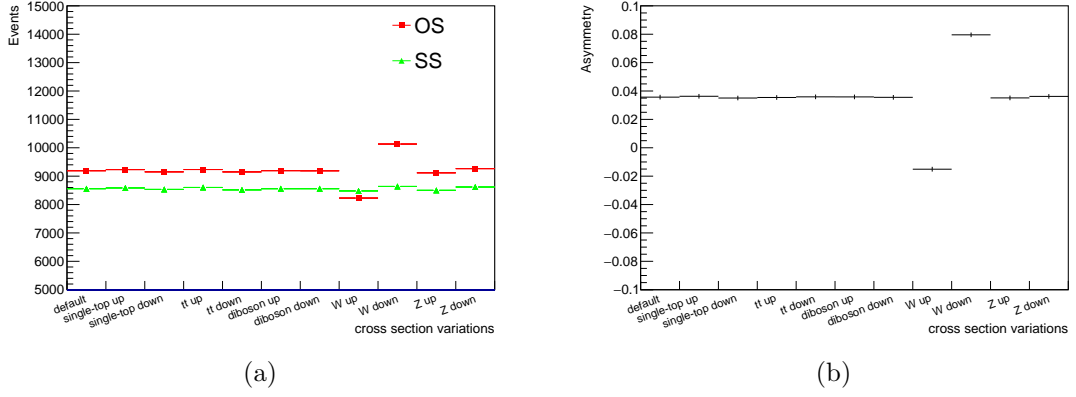 Events
15000
14000
13000
12000
11000
10000
9000
8000
7000
6000
5000
OS
SS
default
single-top up
single-top down
tt up
tt down
diboson up
diboson down
W up
W down
Z up
Z down
cross section variations
(a)
Asymmetry
0.1
0.08
0.06
0.04
0.02
0
−0.02
−0.04
−0.06
−0.08
−0.1
default
single-top up
single-top down
tt up
tt down
diboson up
diboson down
W up
W down
Z up
Z down
cross section variations
(b)